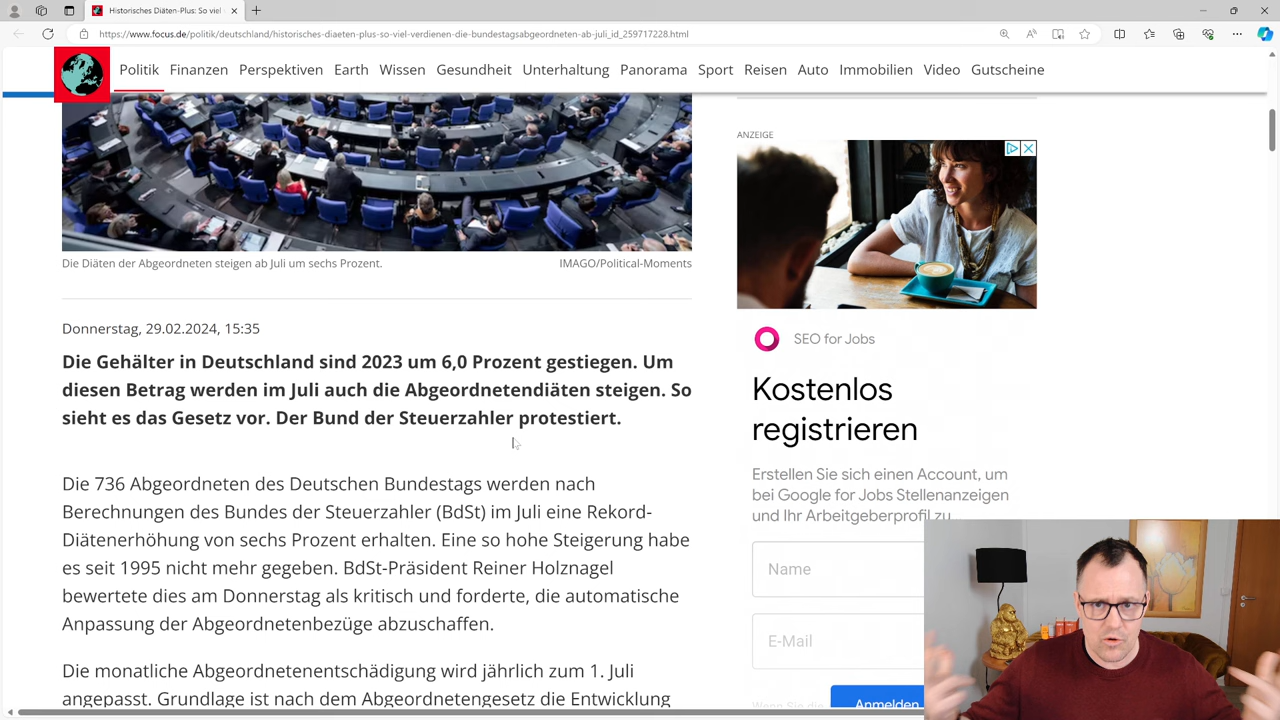 Historisches Diäten-Plus: So viel
https://www.focus.de/politik/deutschland/historisches-diaeten-plus-so-viel-verdienen-die-bundestagsabgeordneten-ab-juli_id_259717228.html
Politik Finanzen Perspektiven Earth Wissen Gesundheit Unterhaltung Panorama Sport Reisen Auto Immobilien Video Gutscheine
Die Diäten der Abgeordneten steigen ab Juli um sechs Prozent. IMAGO/Political-Moments
Donnerstag, 29.02.2024, 15:35
Die Gehälter in Deutschland sind 2023 um 6,0 Prozent gestiegen. Um
diesen Betrag werden im Juli auch die Abgeordnetendiäten steigen. So
sieht es das Gesetz vor. Der Bund der Steuerzahler protestiert.
Die 736 Abgeordneten des Deutschen Bundestags werden nach
Berechnungen des Bundes der Steuerzahler (BdSt) im Juli eine Rekord-
Diätenerhöhung von sechs Prozent erhalten. Eine so hohe Steigerung habe
es seit 1995 nicht mehr gegeben. BdSt-Präsident Reiner Holznagel
bewertete dies am Donnerstag als kritisch und forderte, die automatische
Anpassung der Abgeordnetenbezüge abzuschaffen.
Die monatliche Abgeordnetenentschädigung wird jährlich zum 1. Juli
angepasst. Grundlage ist nach dem Abgeordnetengesetz die Entwicklung
ANZEIGE
SEO for Jobs
Kostenlos
registrieren
Erstellen Sie sich einen Account, um
bei Google for Jobs Stellenanzeigen
und Ihr Arbeitgeberprofil zu
Name
E-Mail
Wenn Sie die
Anmelden